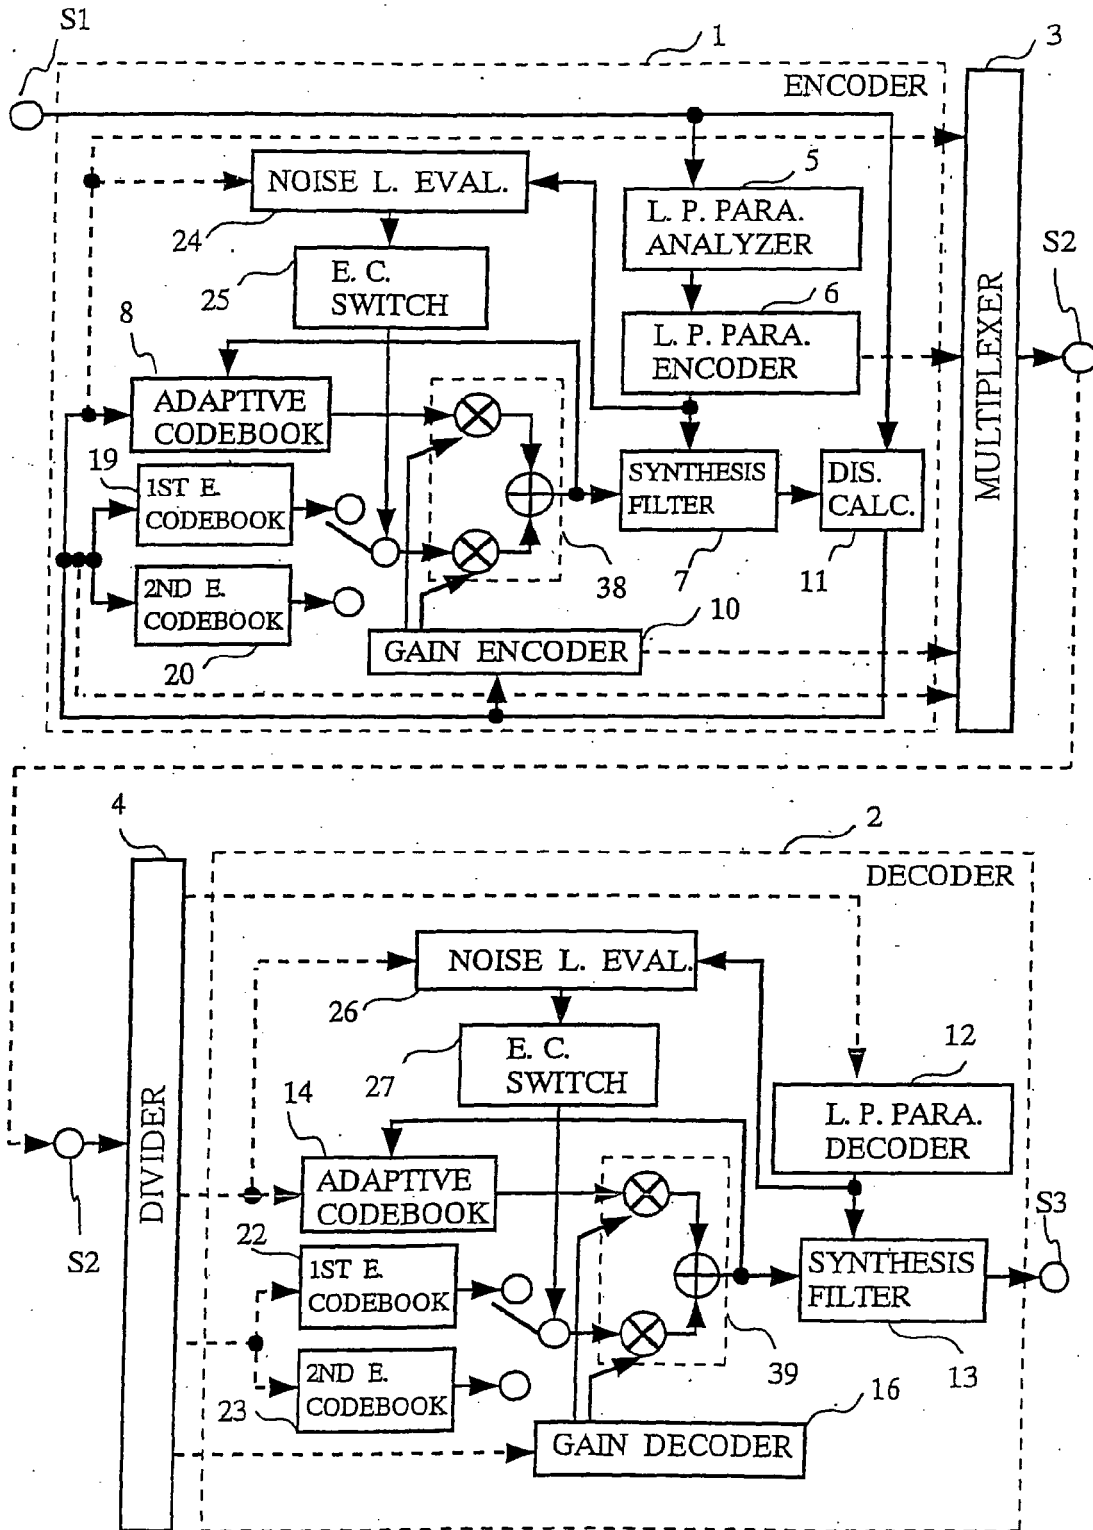 S1
1
3
ENCODER
5
NOISE L. EVAL.
24
L. P. PARA.
ANALYZER
S2
25
E. C.
SWITCH
6
8
L. P. PARA.
ENCODER
ADAPTIVE
CODEBOOK
MULTIPLEXER
19
1ST E.
CODEBOOK
SYNTHESIS
FILTER
DIS.
CALC.
38
7
11
2ND E.
CODEBOOK
10
20
GAIN ENCODER
4
2
DECODER
NOISE L. EVAL.
26
E. C.
SWITCH
27
12
14
L. P. PARA.
DECODER
DIVIDER
ADAPTIVE
CODEBOOK
S2
S3
22
1ST E.
CODEBOOK
SYNTHESIS
FILTER
39
13
2ND E.
CODEBOOK
23
16
GAIN DECODER